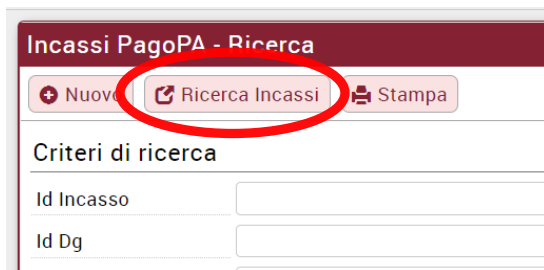 Incassi PagoPA - Ricerca
Nuovo Ricerca Incassi Stampa
Criteri di ricerca
Id Incasso
Id Dg